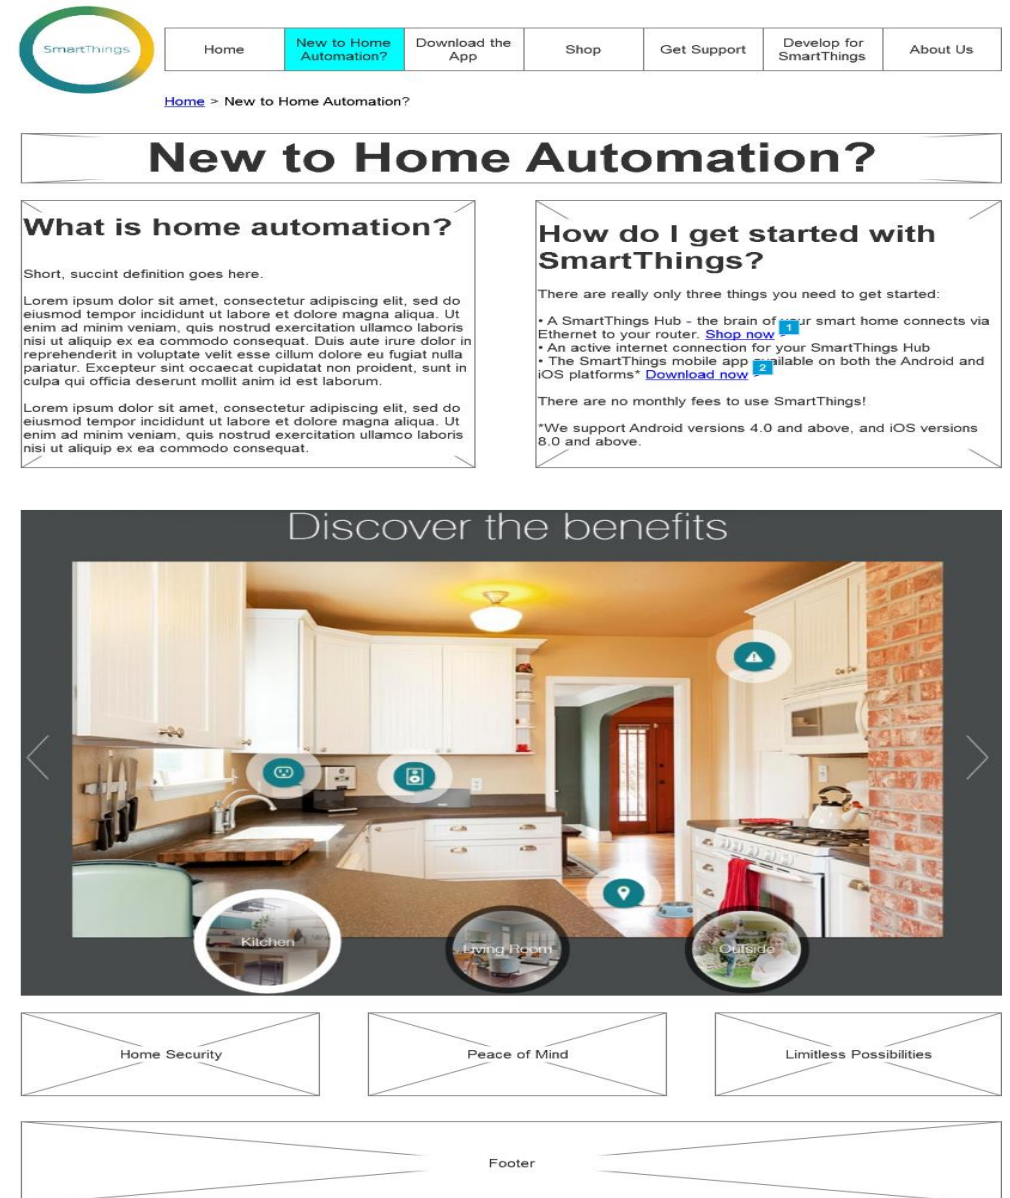 SmartThings
Home
New to Home
Automation?
Download the
App
Shop
Get Support
Develop for
SmartThings
About Us
Home > New to Home Automation?
New to Home Automation?
What is home automation?
Short, succint definition goes here.
Lorem ipsum dolor sit amet, consectetur adipiscing elit, sed do
eiusmod tempor incididunt ut labore et dolore magna aliqua. Ut
enim ad minim veniam, quis nostrud exercitation ullamco laboris
nisi ut aliquip ex ea commodo consequat. Duis aute irure dolor in
reprehenderit in voluptate velit esse cillum dolore eu fugiat nulla
pariatur. Excepteur sint occaecat cupidatat non proident, sunt in
culpa qui officia deserunt mollit anim id est laborum.
Lorem ipsum dolor sit amet, consectetur adipiscing elit, sed do
eiusmod tempor incididunt ut labore et dolore magna aliqua. Ut
enim ad minim veniam, quis nostrud exercitation ullamco laboris
nisi ut aliquip ex ea commodo consequat.
How do I get started with
SmartThings?
There are really only three things you need to get started:
• A SmartThings Hub - the brain of your smart home connects via
Ethernet to your router. Shop now >
1
• An active internet connection for your SmartThings Hub
• The SmartThings mobile app available on both the Android and
iOS platforms* Download now >
2
There are no monthly fees to use SmartThings!
*We support Android versions 4.0 and above, and iOS versions
8.0 and above.
Discover the benefits
Kitchen
Living Room
Outside
Home Security
Peace of Mind
Limitless Possibilities
Footer